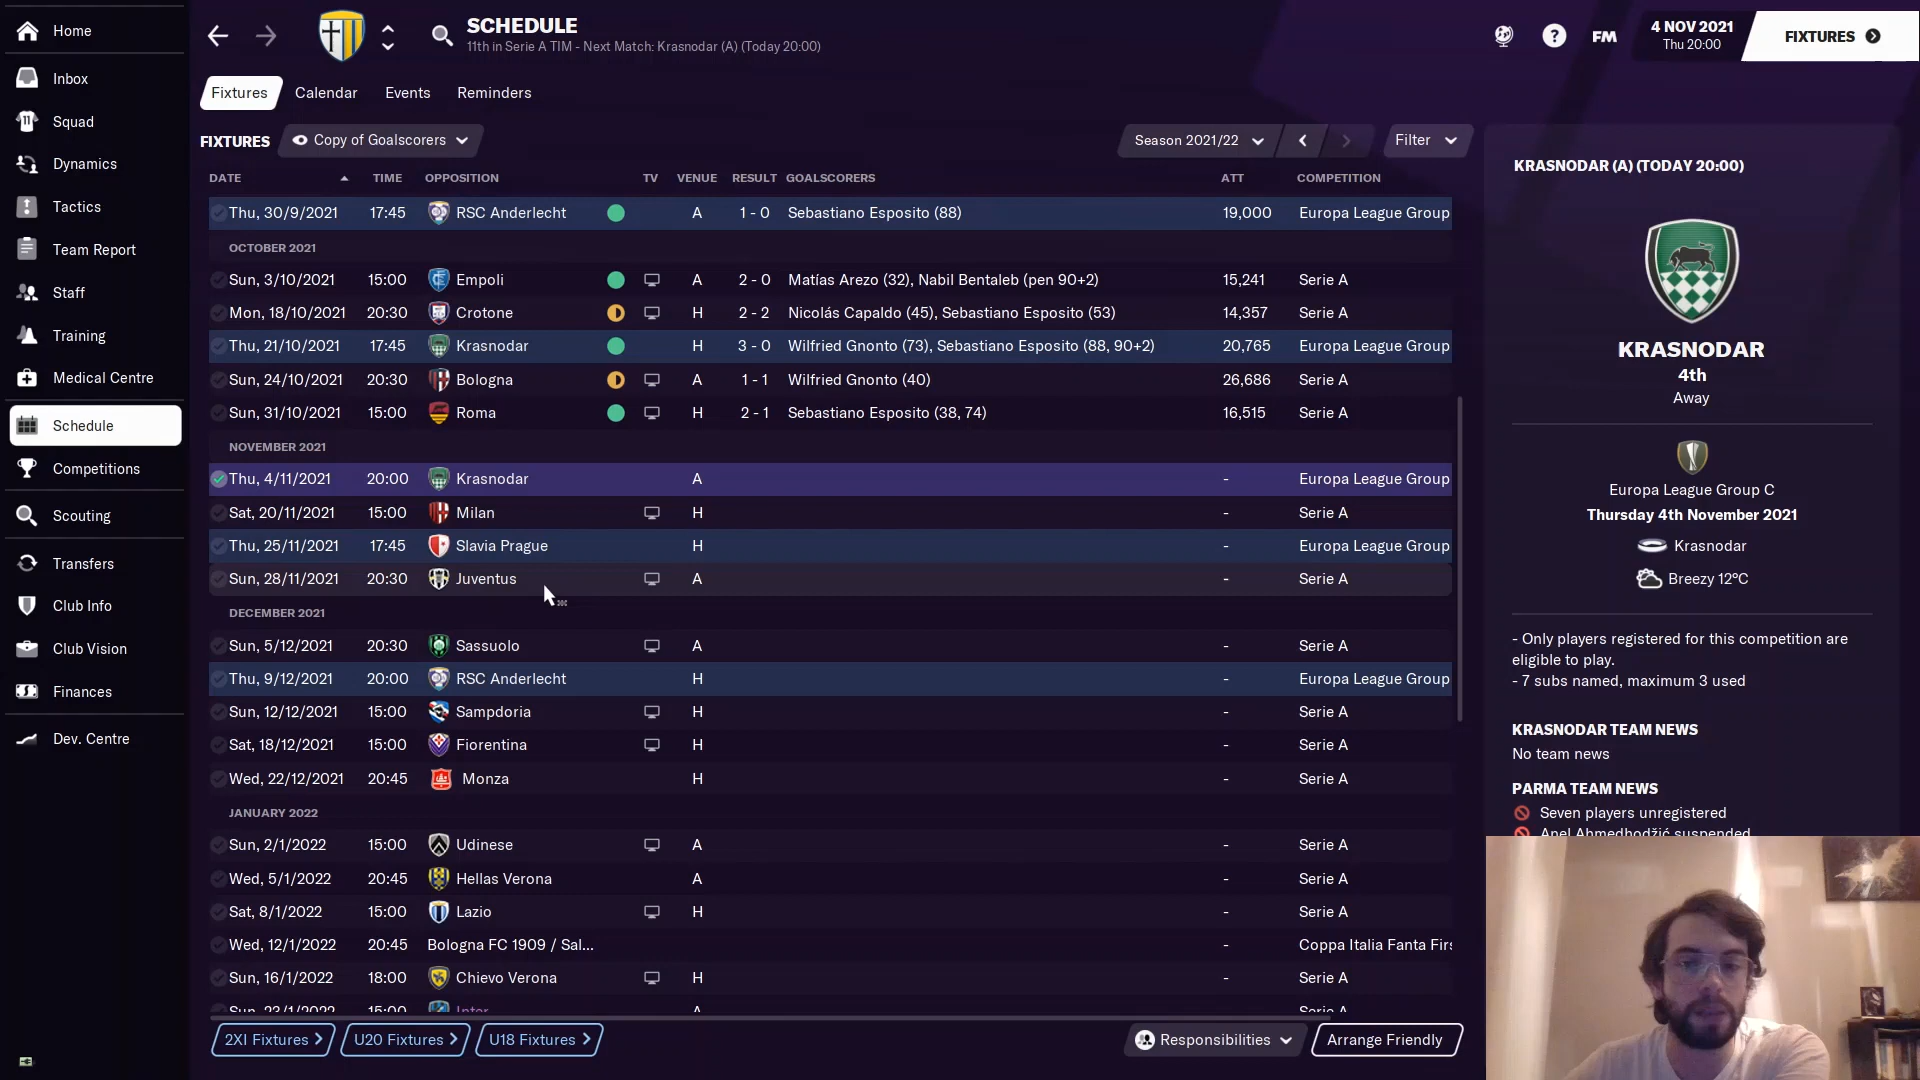 Home
Inbox
Squad
Dynamics
Tactics
Team Report
Staff
Training
Medical Centre
Schedule
Competitions
Scouting
Transfers
Club Info
Club Vision
Finances
Dev. Centre
SCHEDULE
11th in Serie A TIM - Next Match: Krasnodar (A) (Today 20:00)
FM
4 NOV 2021
Thu 20:00
FIXTURES
Fixtures Calendar Events Reminders
FIXTURES Copy of Goalscorers Season 2021/22 Filter
DATE TIME OPPOSITION TV VENUE RESULT GOALSCORERS ATT COMPETITION
Thu, 30/9/2021 17:45 RSC Anderlecht A 1 - 0 Sebastiano Esposito (88) 19,000 Europa League Group
OCTOBER 2021
Sun, 3/10/2021 15:00 Empoli A 2 - 0 Matías Arezo (32), Nabil Bentaleb (pen 90+2) 15,241 Serie A
Mon, 18/10/2021 20:30 Crotone H 2 - 2 Nicolás Capaldo (45), Sebastiano Esposito (53) 14,357 Serie A
Thu, 21/10/2021 17:45 Krasnodar H 3 - 0 Wilfried Gnonto (73), Sebastiano Esposito (88, 90+2) 20,765 Europa League Group
Sun, 24/10/2021 20:30 Bologna A 1 - 1 Wilfried Gnonto (40) 26,686 Serie A
Sun, 31/10/2021 15:00 Roma H 2 - 1 Sebastiano Esposito (38, 74) 16,515 Serie A
NOVEMBER 2021
Thu, 4/11/2021 20:00 Krasnodar A - Europa League Group
Sat, 20/11/2021 15:00 Milan H - Serie A
Thu, 25/11/2021 17:45 Slavia Prague H - Europa League Group
Sun, 28/11/2021 20:30 Juventus A - Serie A
DECEMBER 2021
Sun, 5/12/2021 20:30 Sassuolo A - Serie A
Thu, 9/12/2021 20:00 RSC Anderlecht H - Europa League Group
Sun, 12/12/2021 15:00 Sampdoria H - Serie A
Sat, 18/12/2021 15:00 Fiorentina H - Serie A
Wed, 22/12/2021 20:45 Monza H - Serie A
JANUARY 2022
Sun, 2/1/2022 15:00 Udinese A - Serie A
Wed, 5/1/2022 20:45 Hellas Verona A - Serie A
Sat, 8/1/2022 15:00 Lazio H - Serie A
Wed, 12/1/2022 20:45 Bologna FC 1909 / Sal... - Coppa Italia Fanta Firs
Sun, 16/1/2022 18:00 Chievo Verona H - Serie A
Sun, 23/1/2022 15:00 Inter A - Serie A
2XI Fixtures U20 Fixtures U18 Fixtures Responsibilities Arrange Friendly
KRASNODAR (A) (TODAY 20:00)
KRASNODAR
4th
Away
Europa League Group C
Thursday 4th November 2021
Krasnodar
Breezy 12°C
- Only players registered for this competition are
eligible to play.
- 7 subs named, maximum 3 used
KRASNODAR TEAM NEWS
No team news
PARMA TEAM NEWS
Seven players unregistered
Anel Ahmedhodžić suspended